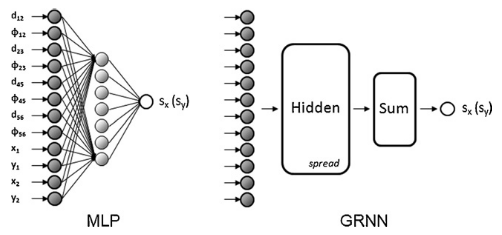 d12
ϕ12
d23
ϕ23
d45
ϕ45
d56
ϕ56
x1
y1
x2
y2
sx (sy)
MLP
Hidden
spread
Sum
sx (sy)
GRNN